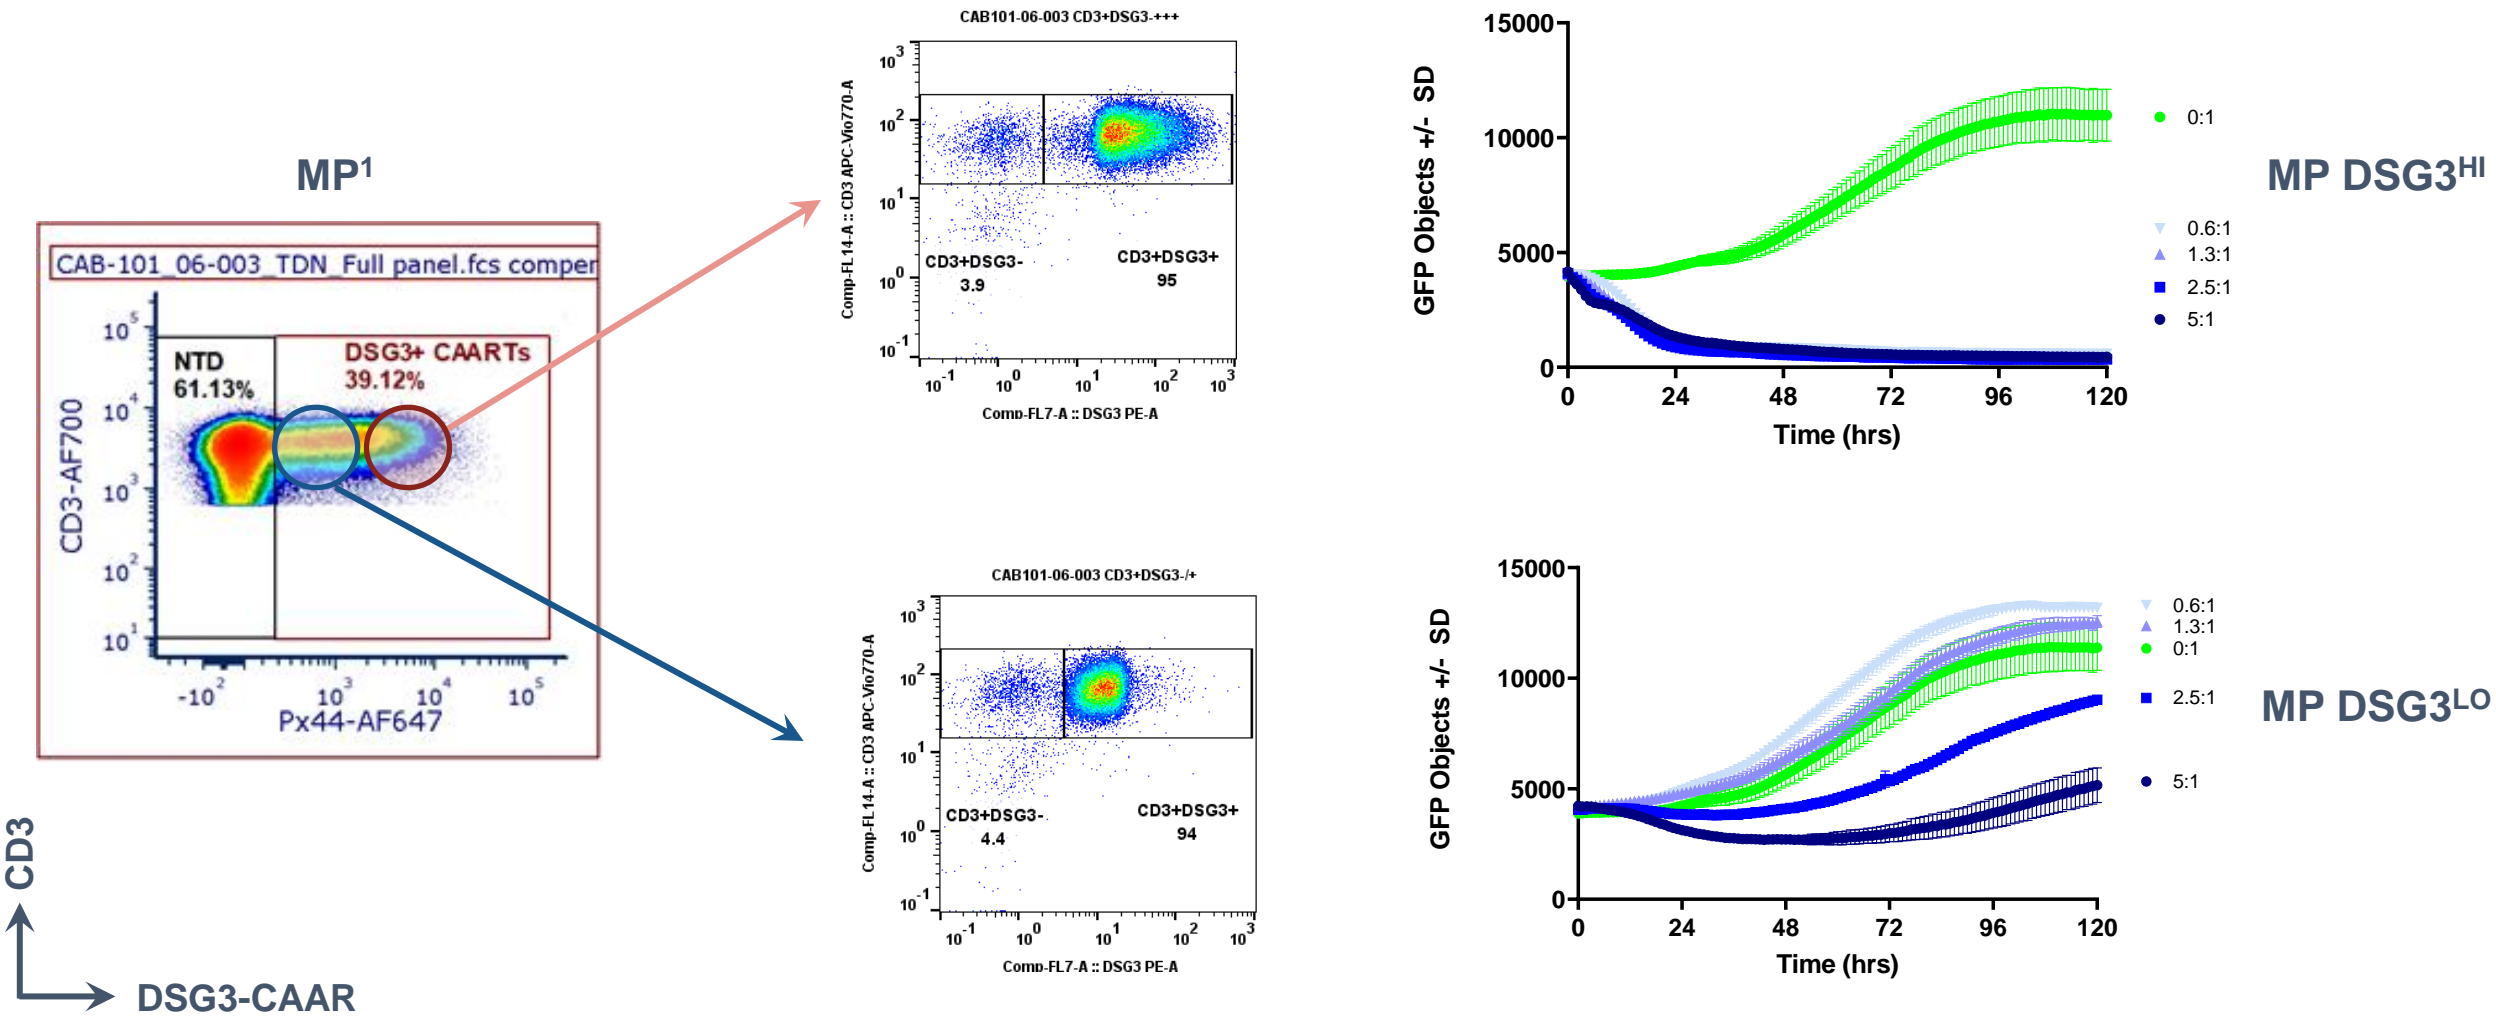 MP1
CAB-101_06-003_TDN_Full panel.fcs comper
NTD
61.13%
DSG3+ CAARTs
39.12%
CD3-AF700
10^5
10^4
10^3
10^2
10^1
-10^2
10^3
10^4
10^5
Px44-AF647
CD3
DSG3-CAAR
CAB101-06-003 CD3+DSG3-+++
Comp-FL14-A :: CD3 APC-Vio770-A
10^3
10^2
10^1
10^0
10^-1
CD3+DSG3-
3.9
CD3+DSG3+
95
10^-1
10^0
10^1
10^2
10^3
Comp-FL7-A :: DSG3 PE-A
CAB101-06-003 CD3+DSG3-/+
Comp-FL14-A :: CD3 APC-Vio770-A
10^3
10^2
10^1
10^0
10^-1
CD3+DSG3-
4.4
CD3+DSG3+
94
10^-1
10^0
10^1
10^2
10^3
Comp-FL7-A :: DSG3 PE-A
GFP Objects +/- SD
15000
10000
5000
0
0
24
48
72
96
120
Time (hrs)
0:1
0.6:1
1.3:1
2.5:1
5:1
MP DSG3HI
GFP Objects +/- SD
15000
10000
5000
0
0
24
48
72
96
120
Time (hrs)
0.6:1
1.3:1
0:1
2.5:1
5:1
MP DSG3LO